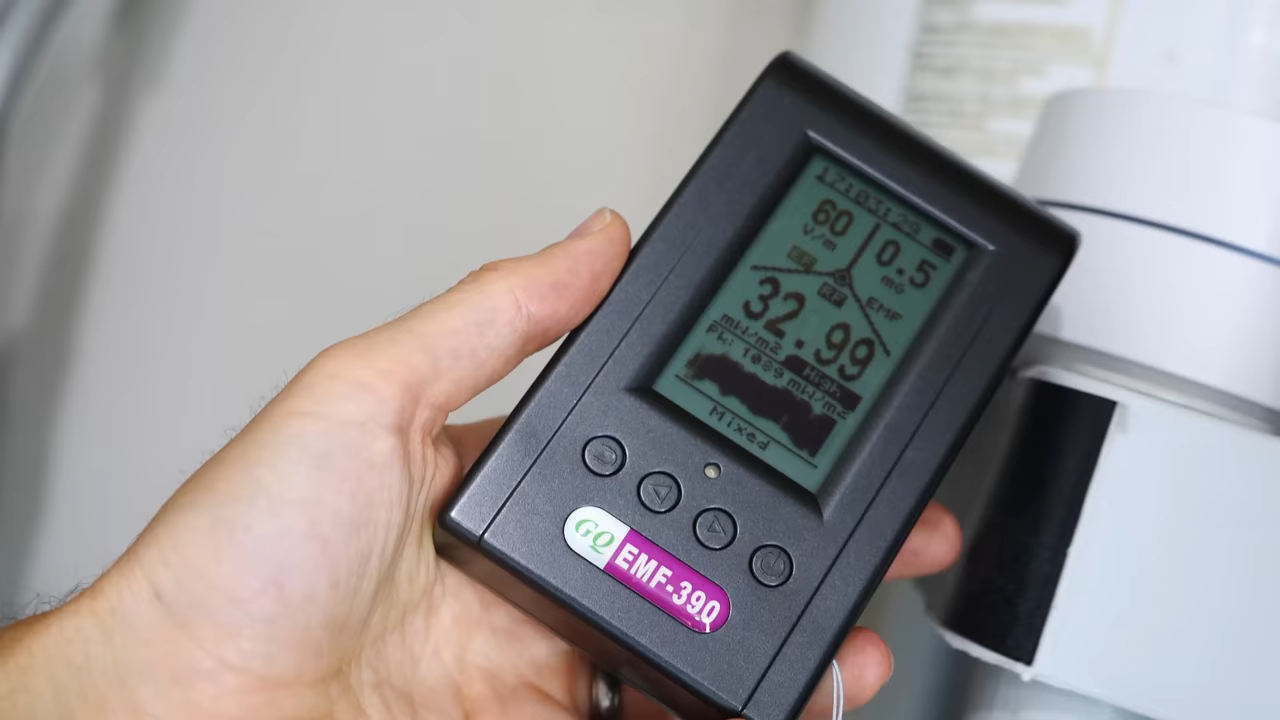 17:03:29
60
V/m
EF
0.5
mG
RF
EMF
32.99
mW/m2
High
Pk: 1089 mW/m2
Mixed
GQ EMF-390